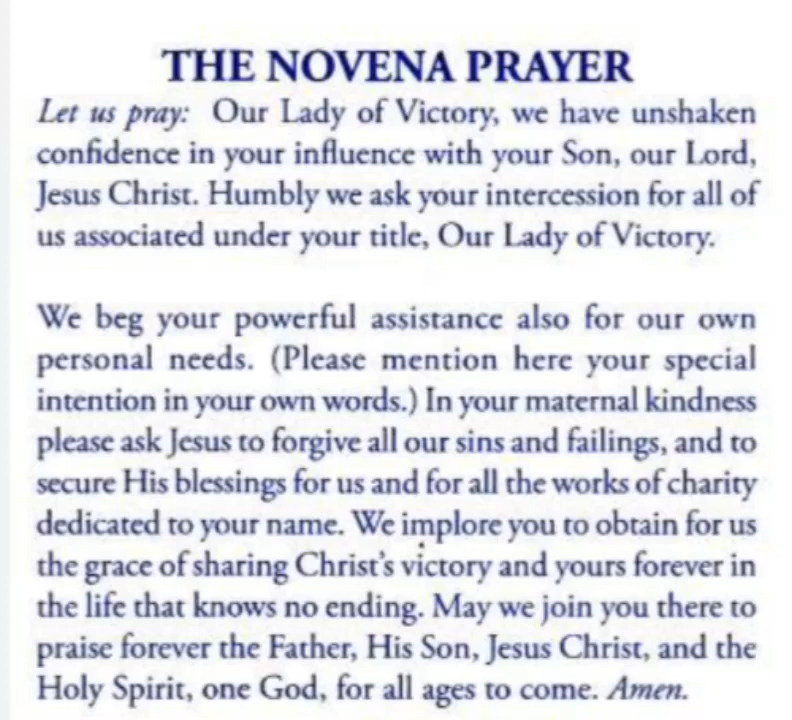 THE NOVENA PRAYER
Let us pray: Our Lady of Victory, we have unshaken
confidence in your influence with your Son, our Lord,
Jesus Christ. Humbly we ask your intercession for all of
us associated under your title, Our Lady of Victory.
We beg your powerful assistance also for our own
personal needs. (Please mention here your special
intention in your own words.) In your maternal kindness
please ask Jesus to forgive all our sins and failings, and to
secure His blessings for us and for all the works of charity
dedicated to your name. We implore you to obtain for us
the grace of sharing Christ's victory and yours forever in
the life that knows no ending. May we join you there to
praise forever the Father, His Son, Jesus Christ, and the
Holy Spirit, one God, for all ages to come. Amen.